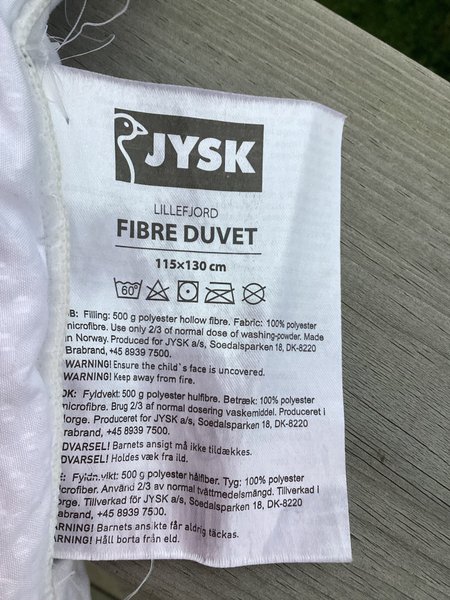 JYSK
LILLEFJORD
FIBRE DUVET
115×130 cm
60°
B: Filling: 500 g polyester hollow fibre. Fabric: 100% polyester
microfibre. Use only 2/3 of normal dose of washing-powder. Made
in Norway. Produced for JYSK a/s, Soedalsparken 18, DK-8220
Brabrand, +45 8939 7500.
WARNING! Ensure the child`s face is uncovered.
WARNING! Keep away from fire.
DK: Fyldvekt: 500 g polyester hulfibre. Betræk: 100% polyester
microfibre. Brug 2/3 af normal dosering vaskemiddel. Produceret i
Norge. Produceret for JYSK a/s, Soedalsparken 18, DK-8220
Brabrand, +45 8939 7500.
ADVARSEL! Barnets ansigt må ikke tildækkes.
ADVARSEL! Holdes væk fra ild.
500 g polyester hålfiber. Tyg: 100% polyester
microfiber. Använd 2/3 av normal tvättmedelsmängd. Tillverkad i
Norge. Tillverkad för JYSK a/s, Soedalsparken 18, DK-8220
Brabrand, +45 8939 7500.
VARNING! Barnets ansikte får aldrig täckas.
VARNING! Håll borta från eld.